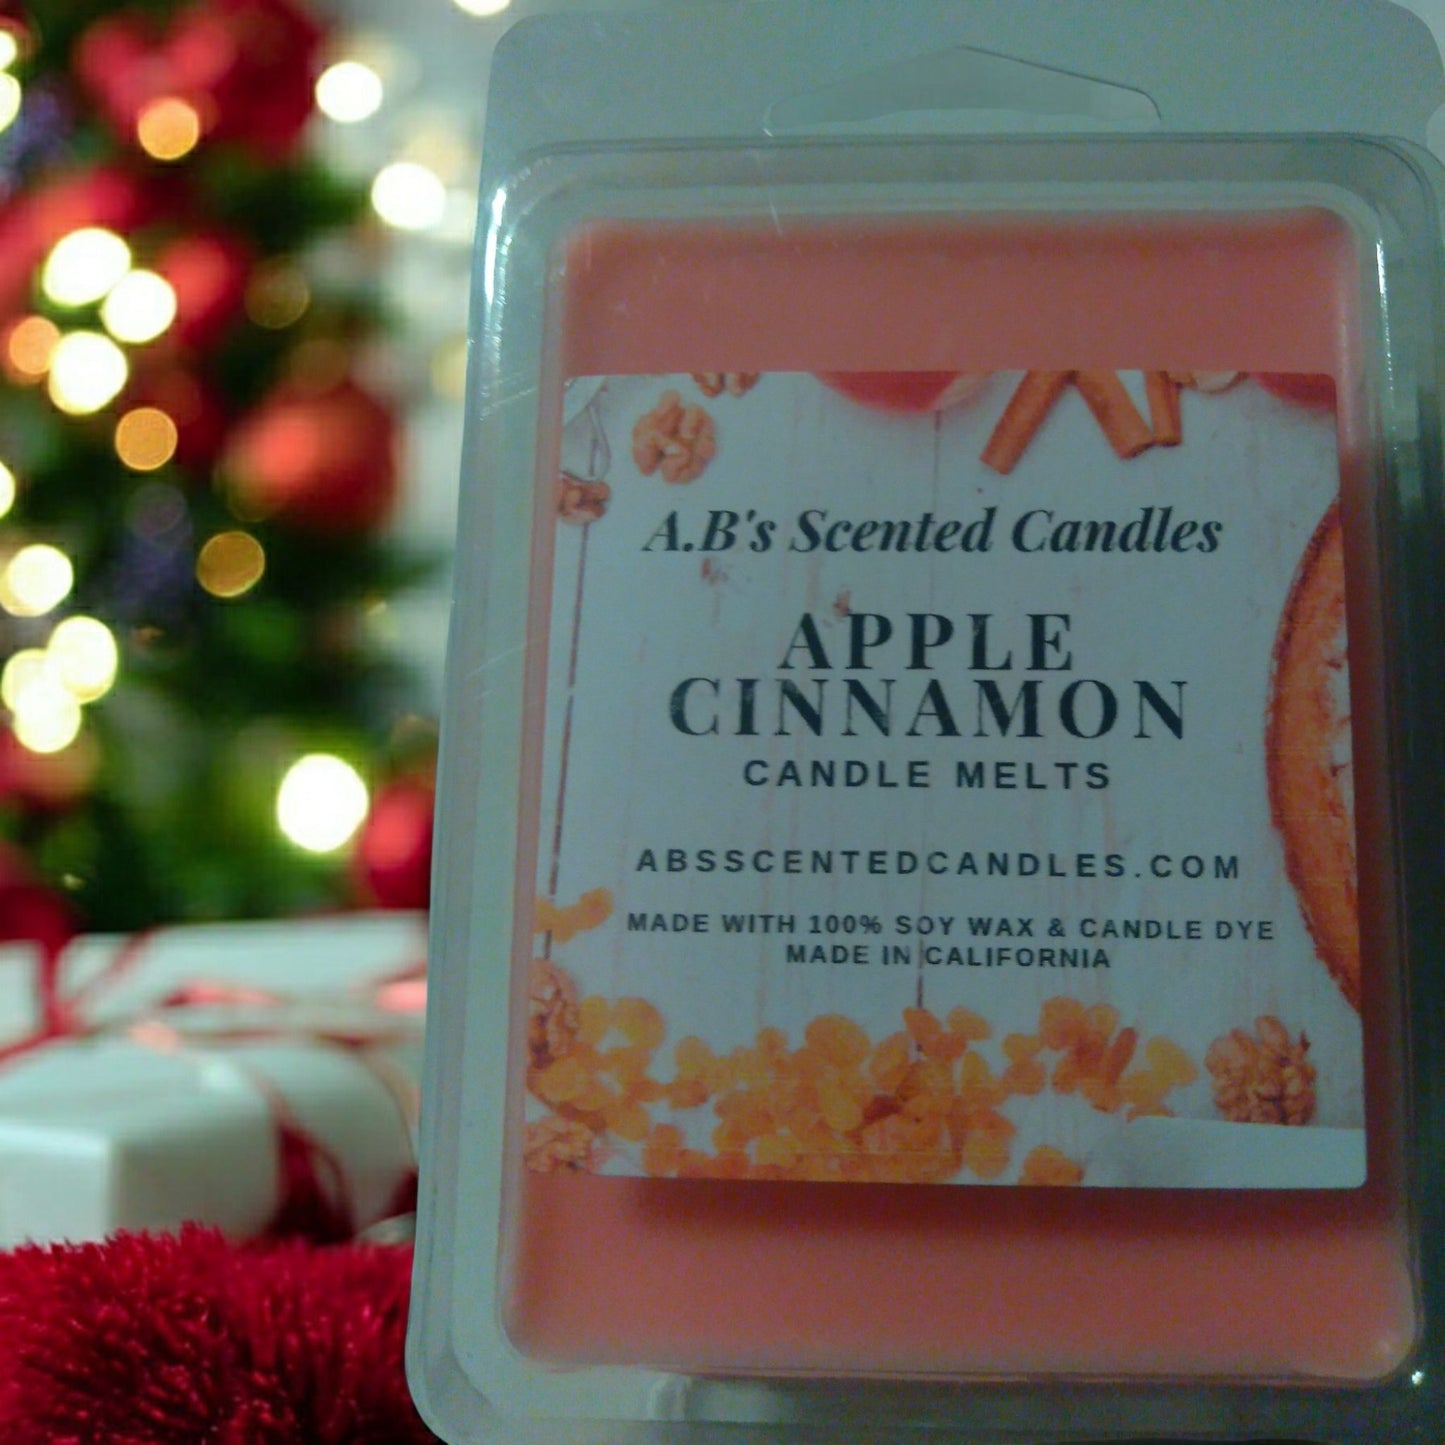 A.B's Scented Candles
APPLE
CINNAMON
CANDLE MELTS
ABSSCENTEDCANDLES.COM
MADE WITH 100% SOY WAX & CANDLE DYE
MADE IN CALIFORNIA